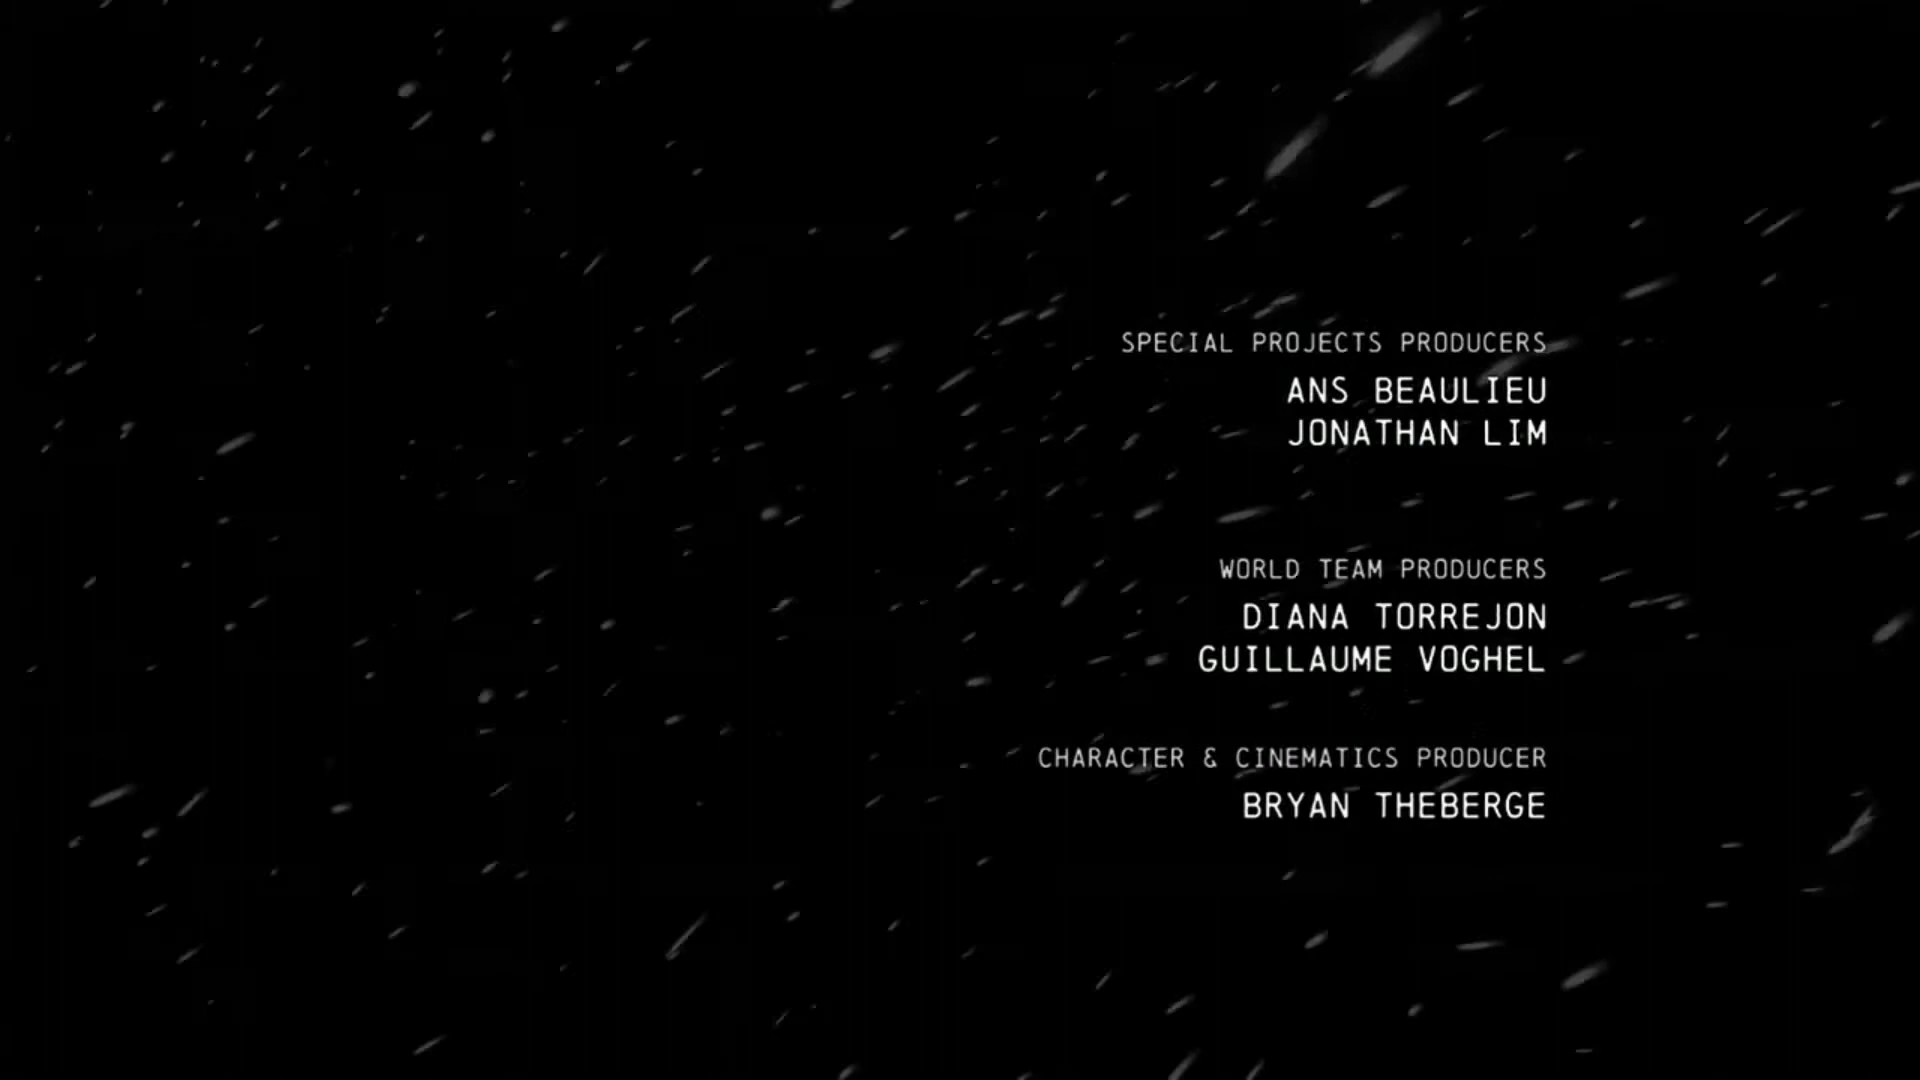 SPECIAL PROJECTS PRODUCERS
ANS BEAULIEU
JONATHAN LIM
WORLD TEAM PRODUCERS
DIANA TORREJON
GUILLAUME VOGHEL
CHARACTER & CINEMATICS PRODUCER
BRYAN THEBERGE